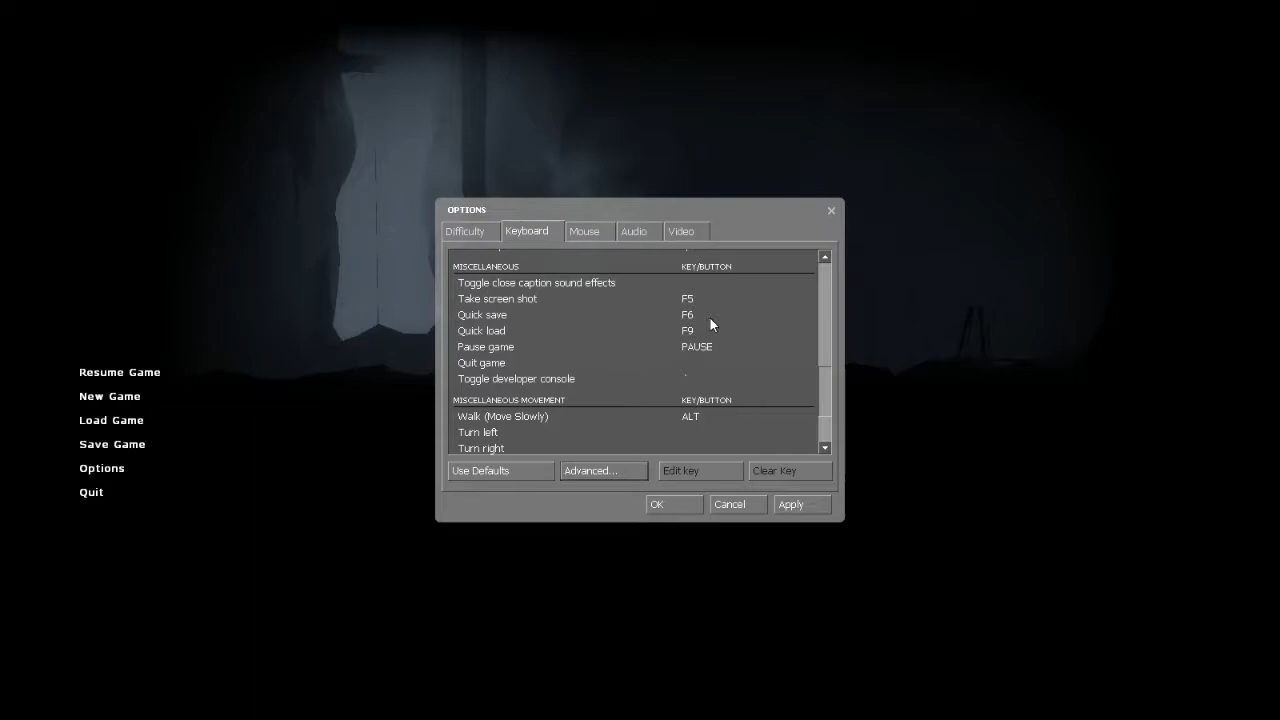 OPTIONS
Difficulty Keyboard Mouse Audio Video
MISCELLANEOUS KEY/BUTTON
Toggle close caption sound effects
Take screen shot F5
Quick save F6
Quick load F9
Pause game PAUSE
Quit game
Toggle developer console `
MISCELLANEOUS MOVEMENT KEY/BUTTON
Walk (Move Slowly) ALT
Turn left
Turn right
Use Defaults Advanced... Edit key Clear Key
OK Cancel Apply
Resume Game
New Game
Load Game
Save Game
Options
Quit